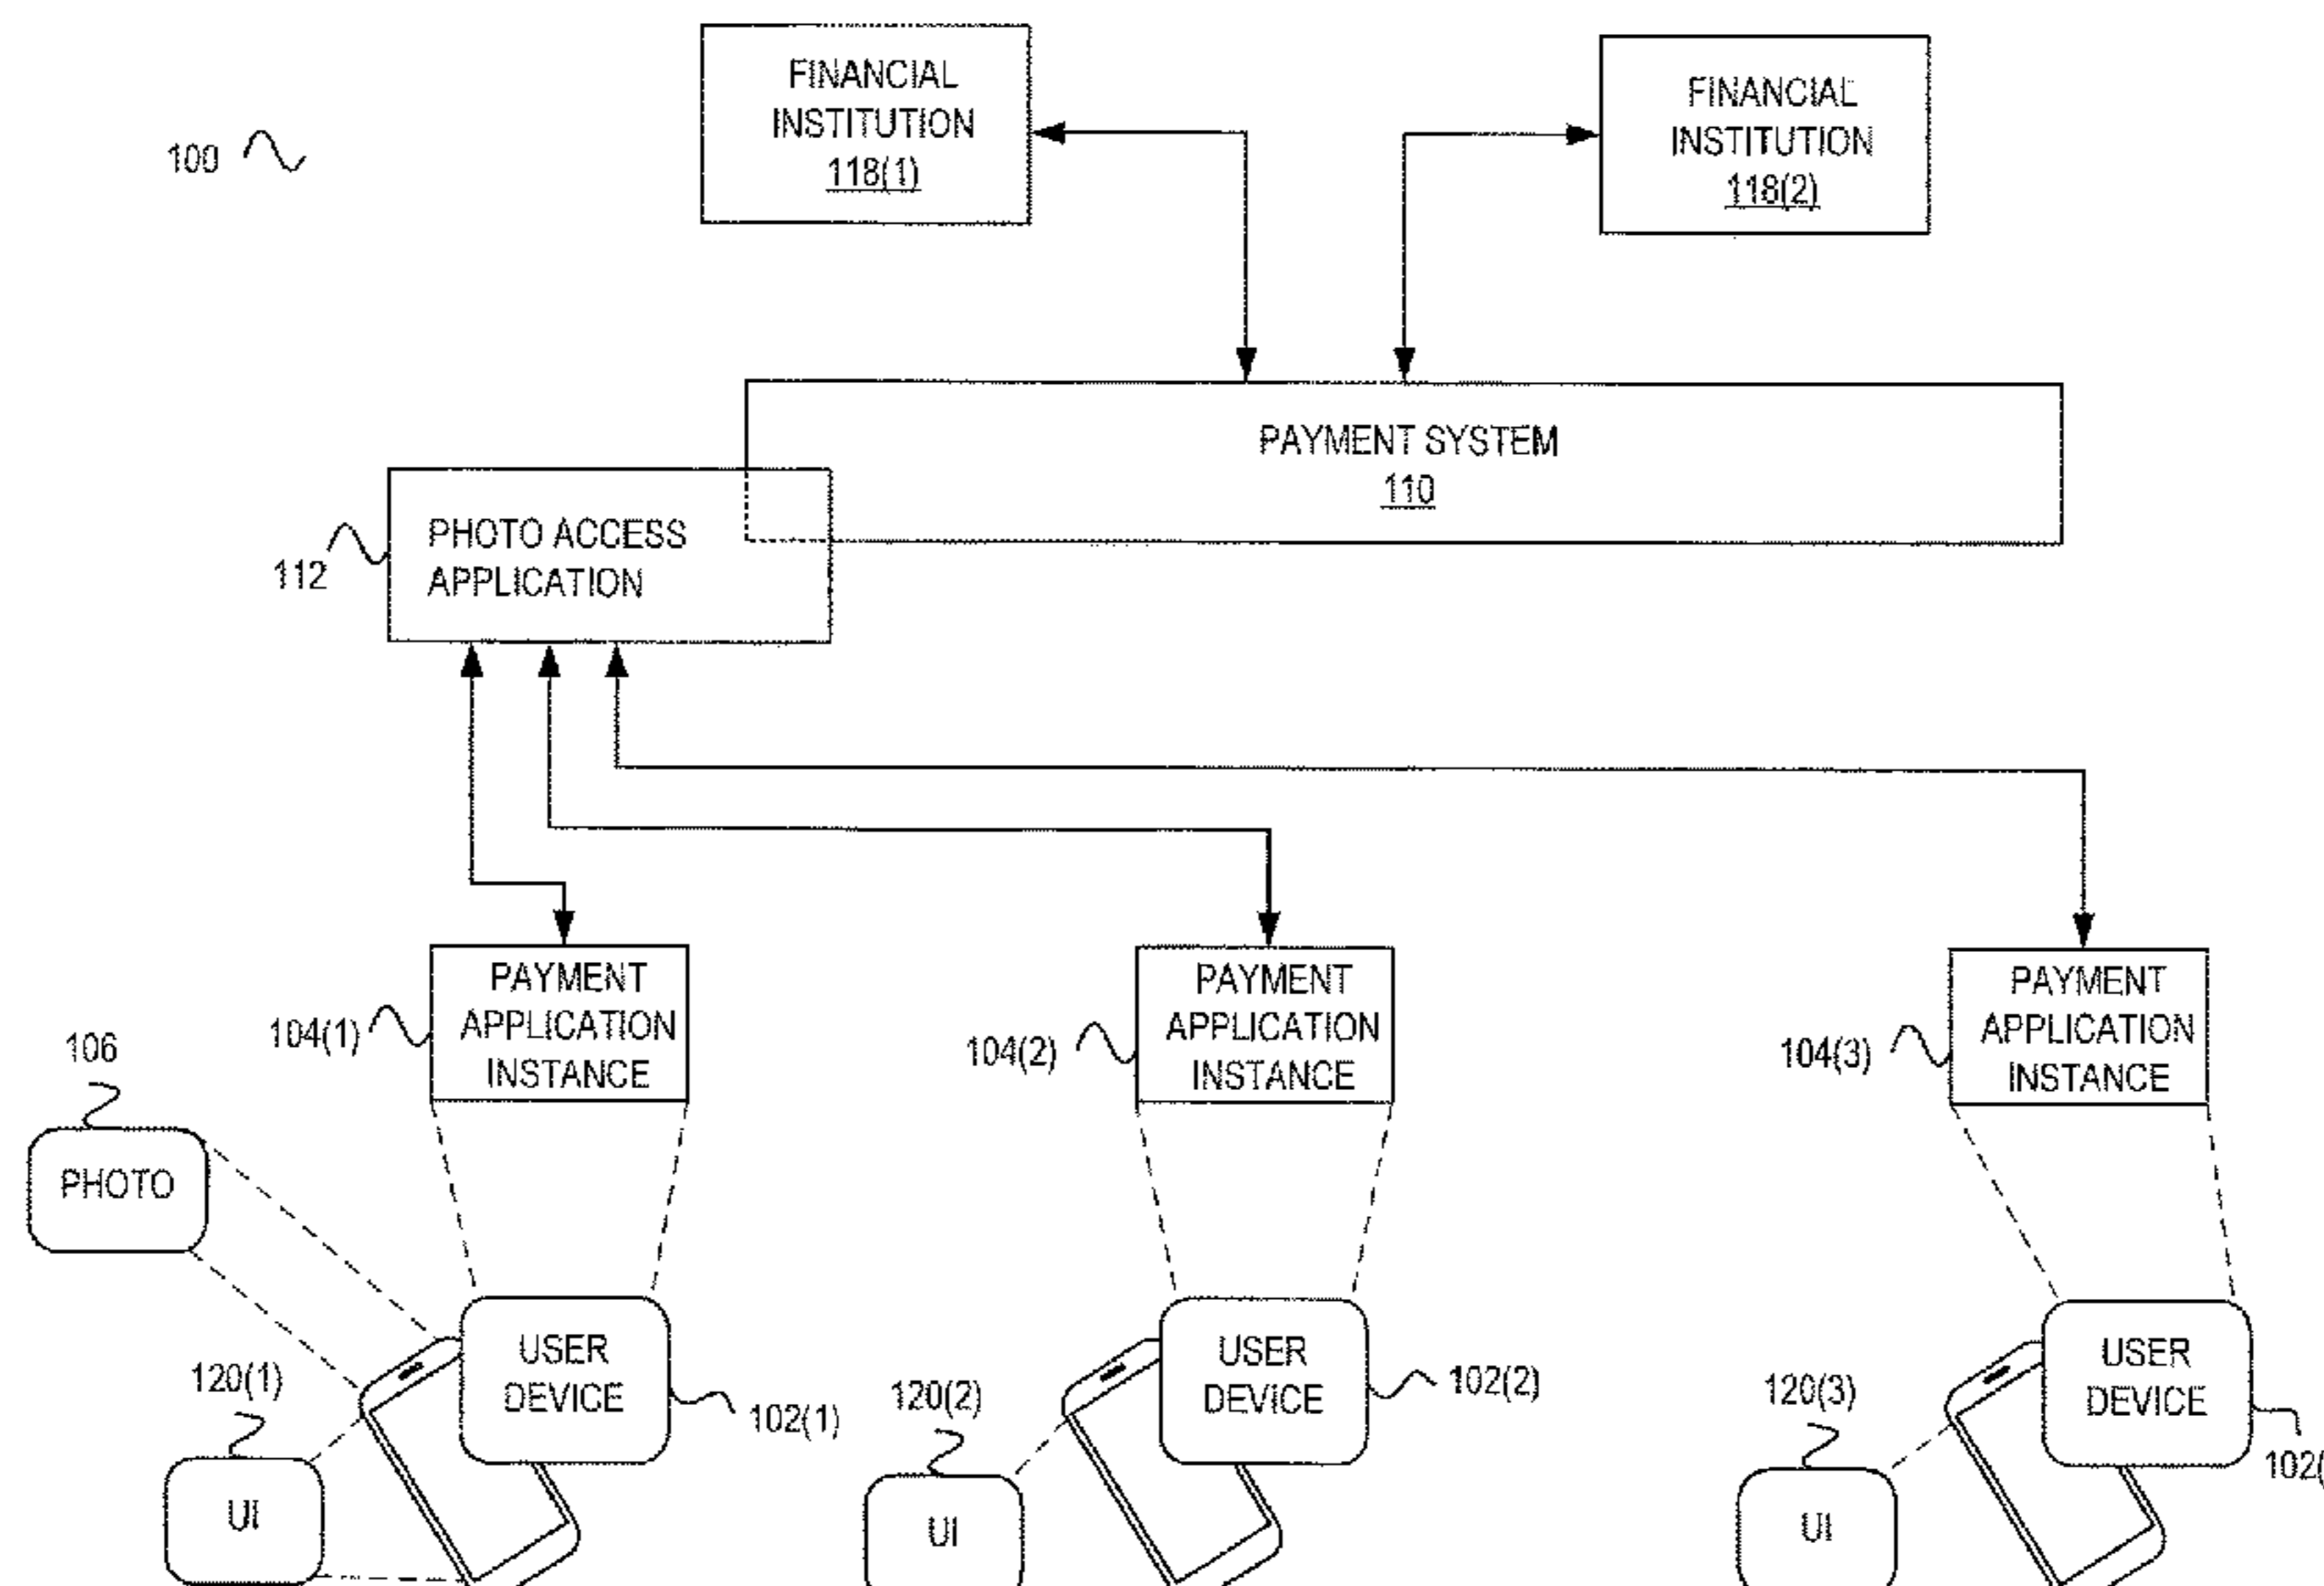 100
FINANCIAL
INSTITUTION
118(1)
FINANCIAL
INSTITUTION
118(2)
PAYMENT SYSTEM
110
112
PHOTO ACCESS
APPLICATION
106
PHOTO
104(1)
PAYMENT
APPLICATION
INSTANCE
104(2)
PAYMENT
APPLICATION
INSTANCE
104(3)
PAYMENT
APPLICATION
INSTANCE
120(1)
UI
USER
DEVICE
102(1)
120(2)
UI
USER
DEVICE
102(2)
120(3)
UI
USER
DEVICE
102(